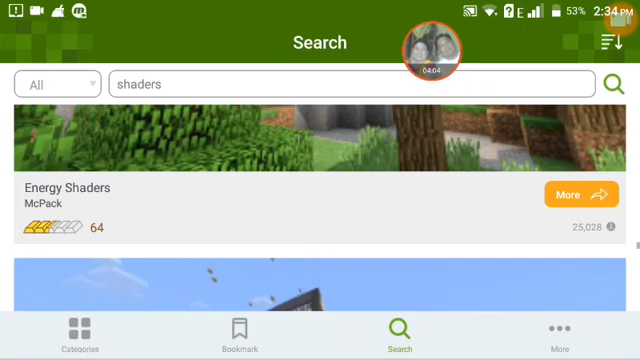 E
53%
2:34 PM
Search
04:04
All
shaders
Energy Shaders
McPack
More
64
25,028
Categories
Bookmark
Search
More